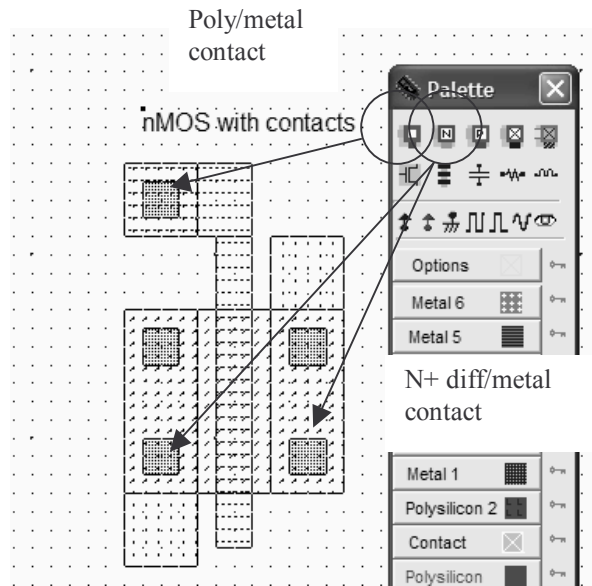 Poly/metal
contact
nMOS with contacts
Palette
N
P
Options
Metal 6
Metal 5
N+ diff/metal
contact
Metal 1
Polysilicon 2
Contact
Polysilicon